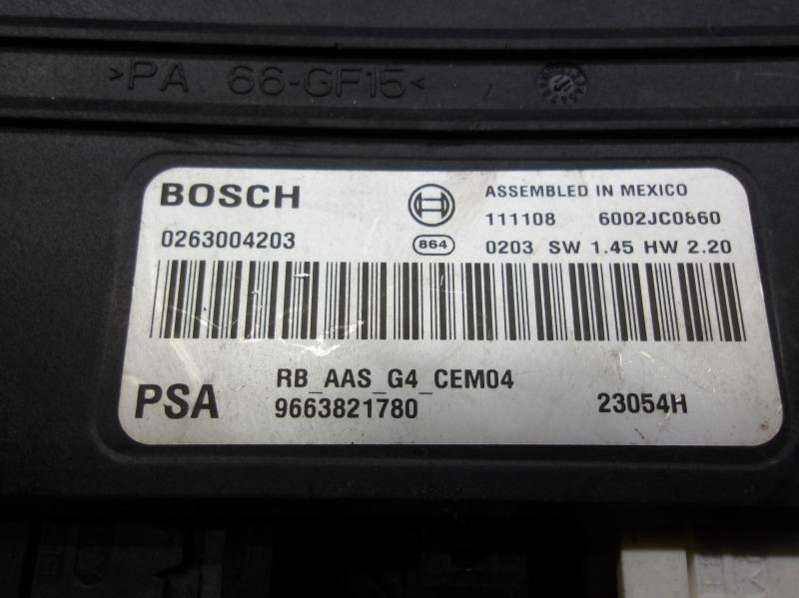 >PA 66-GF15<
BOSCH
ASSEMBLED IN MEXICO
111108 6002JC0860
0263004203
864
0203 SW 1.45 HW 2.20
RB_AAS_G4_CEM04
PSA
9663821780
23054H